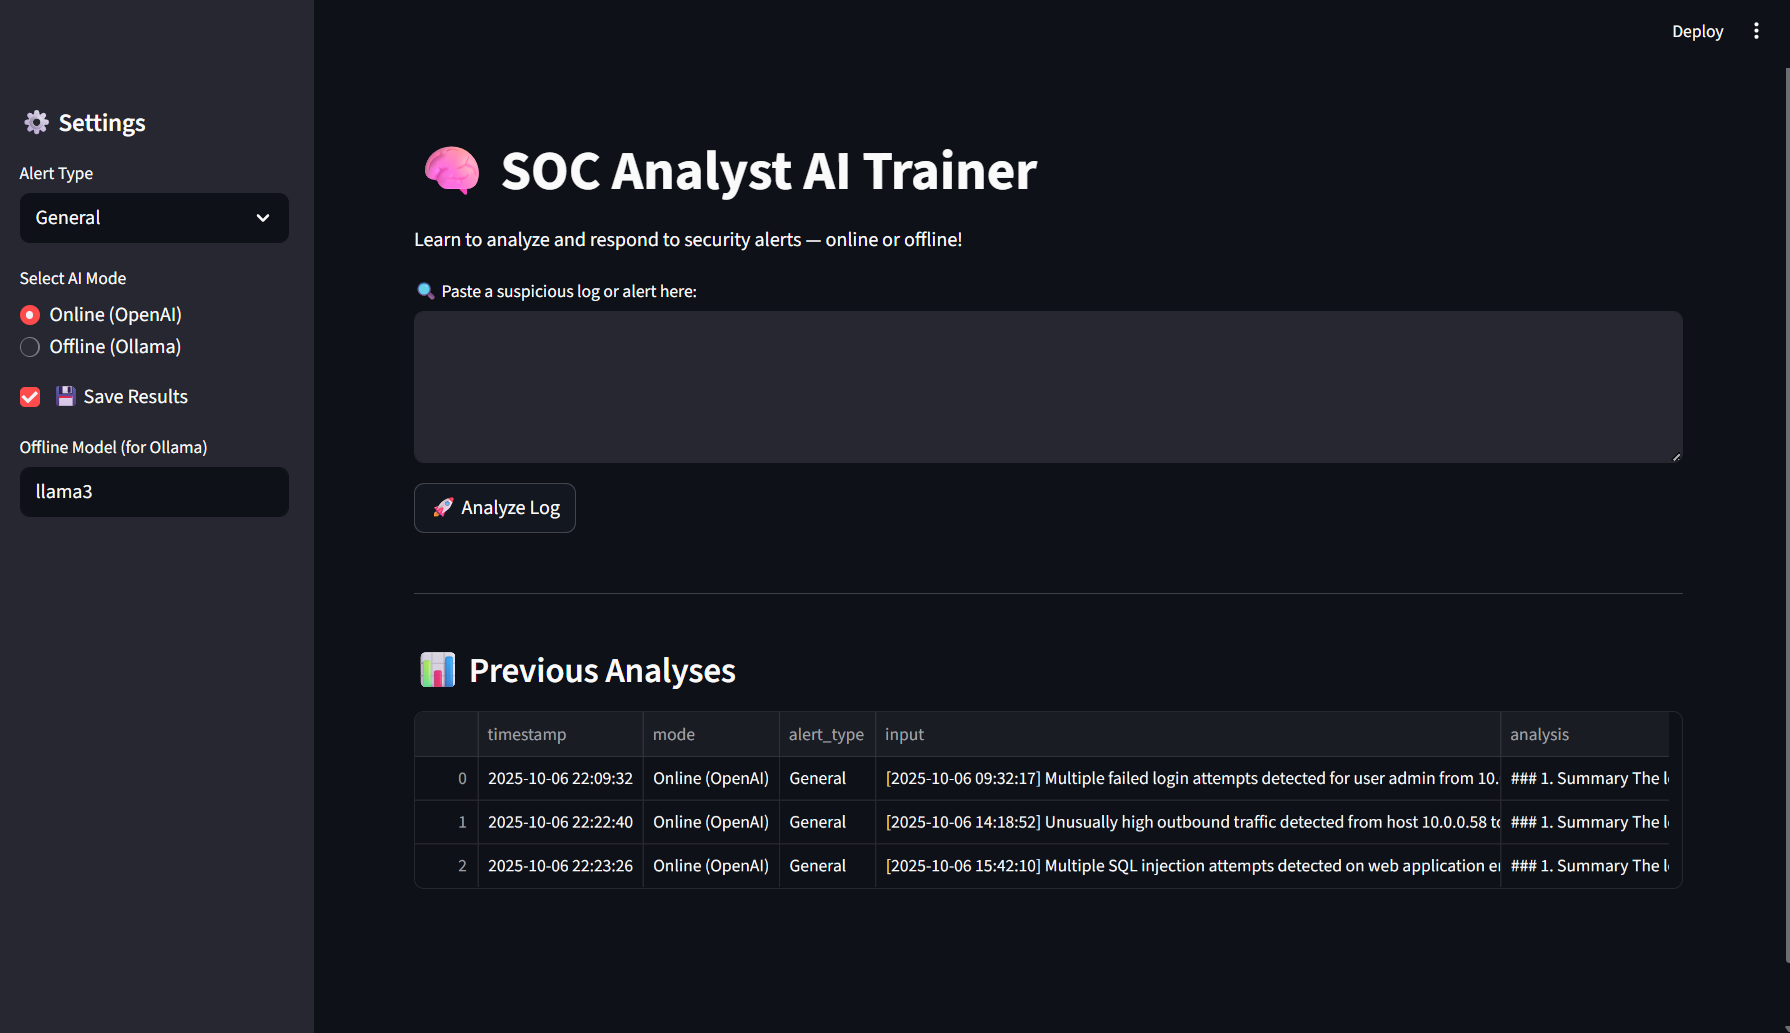 Deploy
Settings
Alert Type
General
Select AI Mode
Online (OpenAI)
Offline (Ollama)
Save Results
Offline Model (for Ollama)
llama3
SOC Analyst AI Trainer
Learn to analyze and respond to security alerts — online or offline!
Paste a suspicious log or alert here:
Analyze Log
Previous Analyses
timestamp mode alert_type input analysis
0 2025-10-06 22:09:32 Online (OpenAI) General [2025-10-06 09:32:17] Multiple failed login attempts detected for user admin from 10. ### 1. Summary The l
1 2025-10-06 22:22:40 Online (OpenAI) General [2025-10-06 14:18:52] Unusually high outbound traffic detected from host 10.0.0.58 to ### 1. Summary The l
2 2025-10-06 22:23:26 Online (OpenAI) General [2025-10-06 15:42:10] Multiple SQL injection attempts detected on web application ### 1. Summary The l